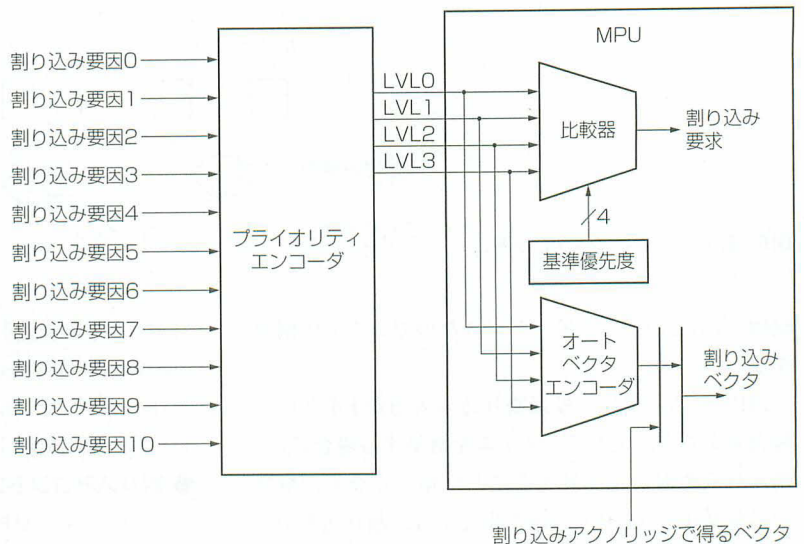 MPU
割り込み要因0
割り込み要因1
割り込み要因2
割り込み要因3
割り込み要因4
割り込み要因5
割り込み要因6
割り込み要因7
割り込み要因8
割り込み要因9
割り込み要因10
プライオリティ
エンコーダ
LVL0
LVL1
LVL2
LVL3
比較器
割り込み
要求
4
基準優先度
オート
ベクタ
エンコーダ
割り込み
ベクタ
割り込みアクノリッジで得るベクタ